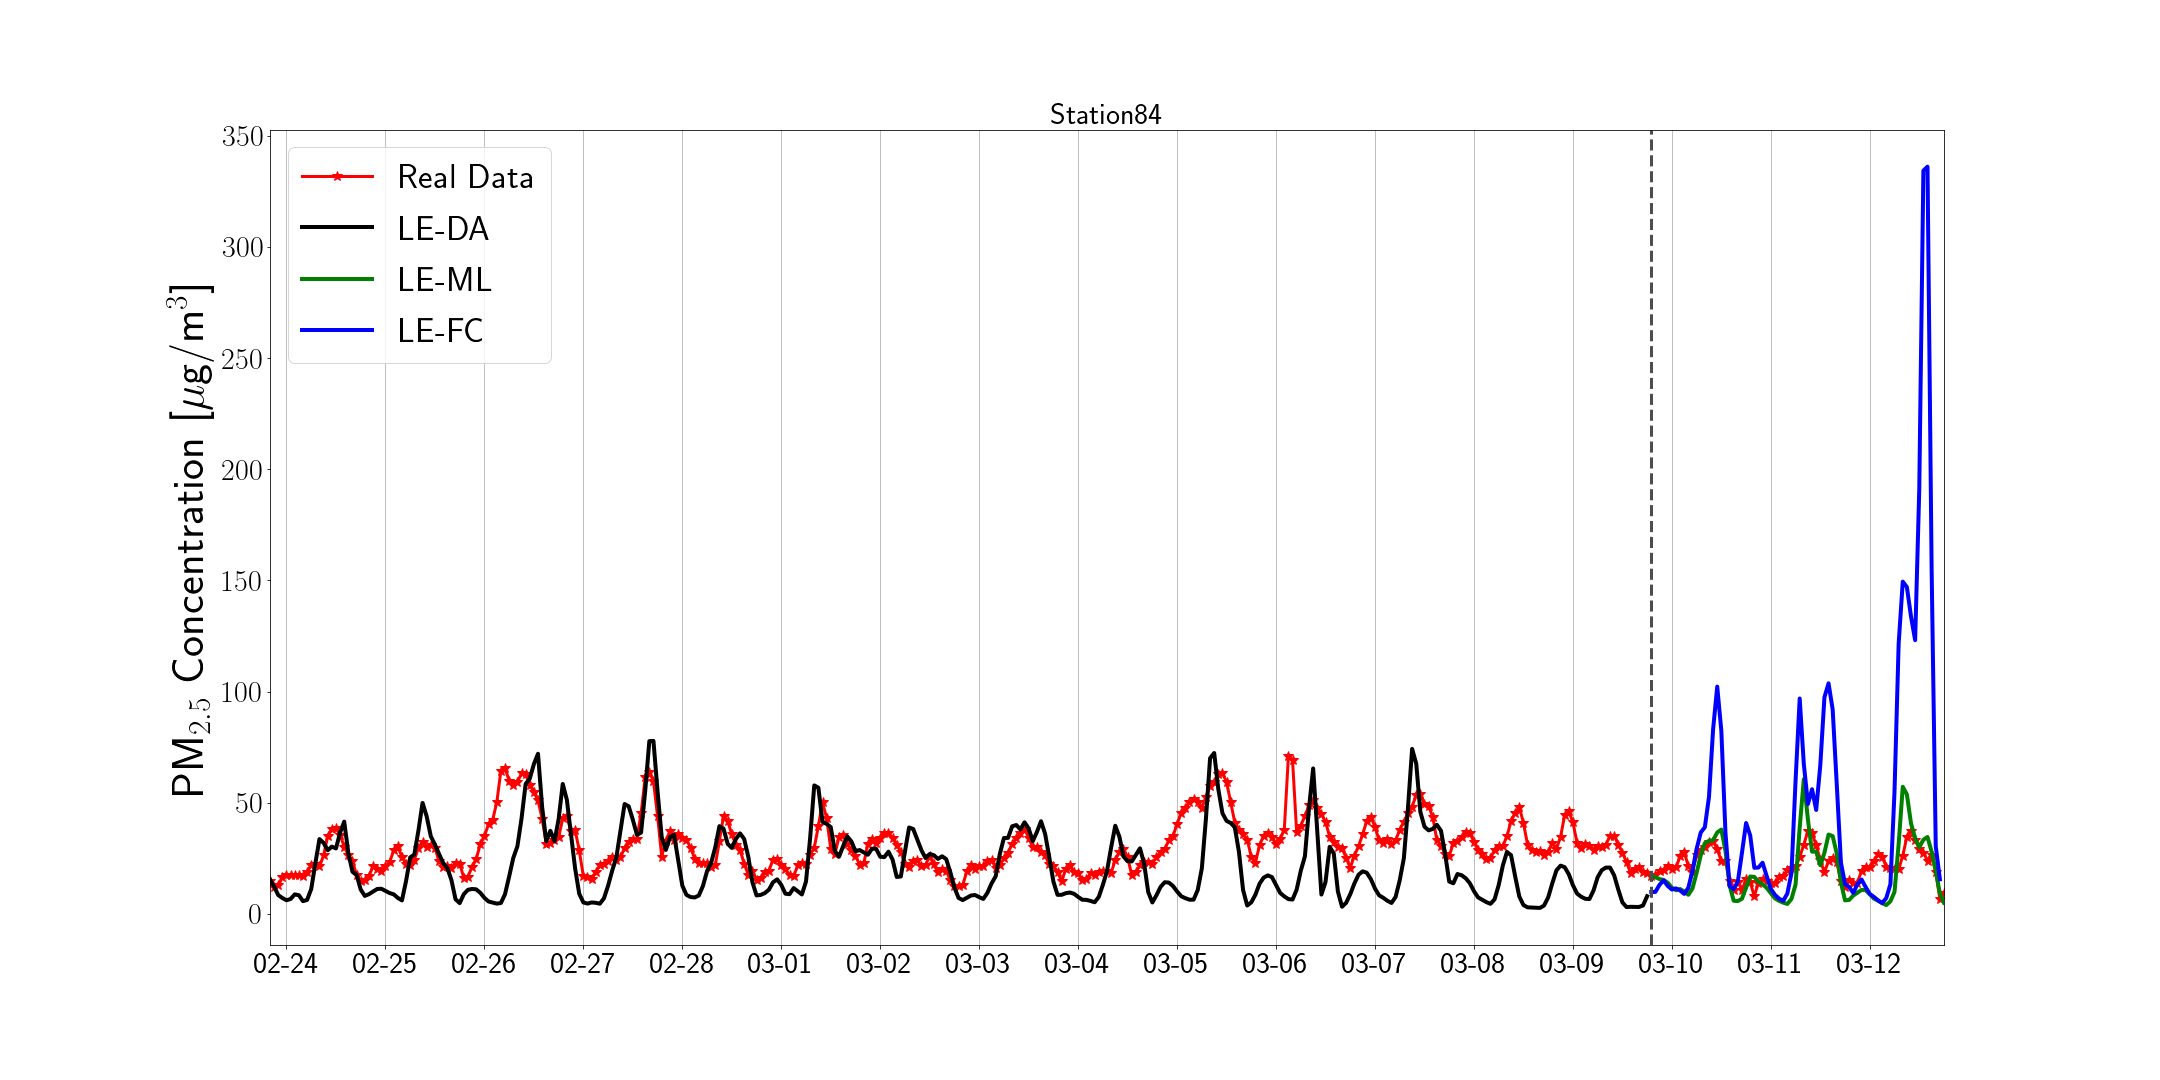 Station84
350
300
250
200
150
100
50
0
PM2.5 Concentration [μg/m³]
Real Data
LE-DA
LE-ML
LE-FC
02-24 02-25 02-26 02-27 02-28 03-01 03-02 03-03 03-04 03-05 03-06 03-07 03-08 03-09 03-10 03-11 03-12